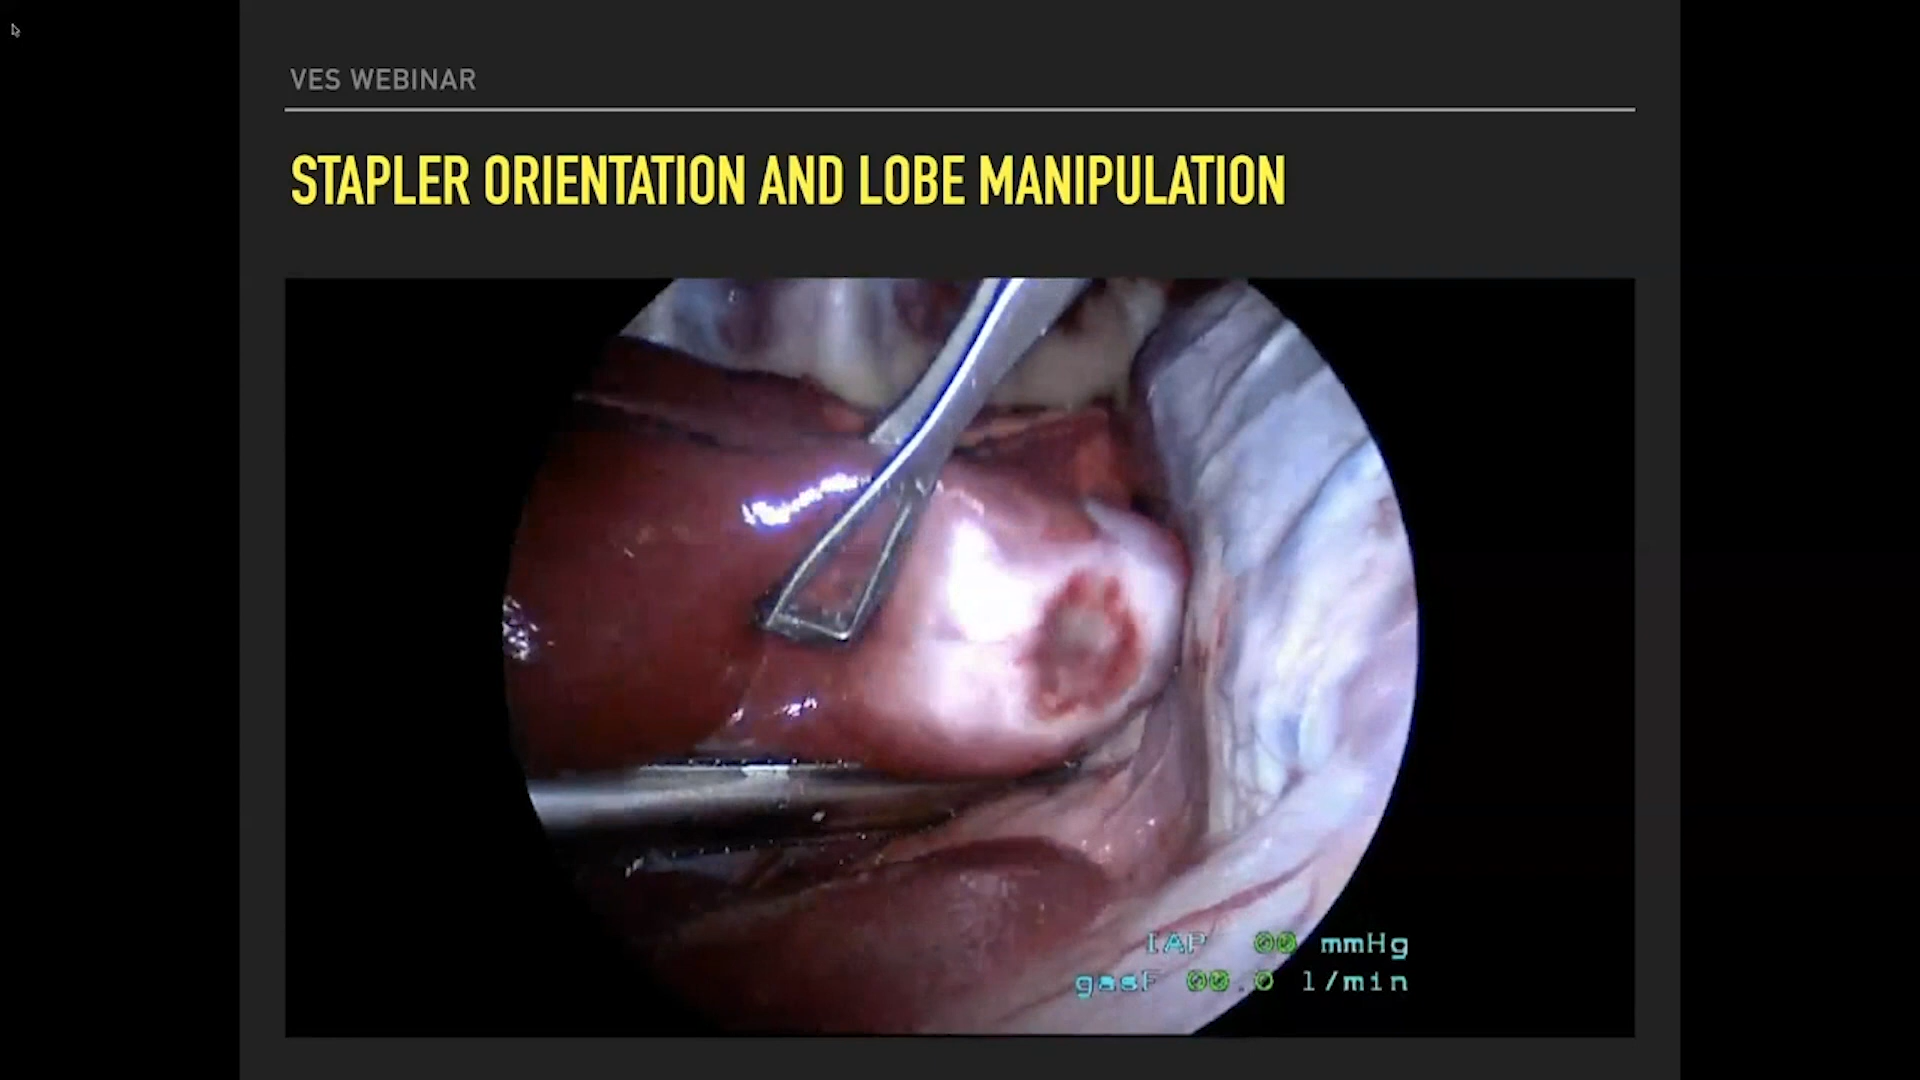 VES WEBINAR
STAPLER ORIENTATION AND LOBE MANIPULATION
IAP 00 mmHg
gasF 00.0 l/min